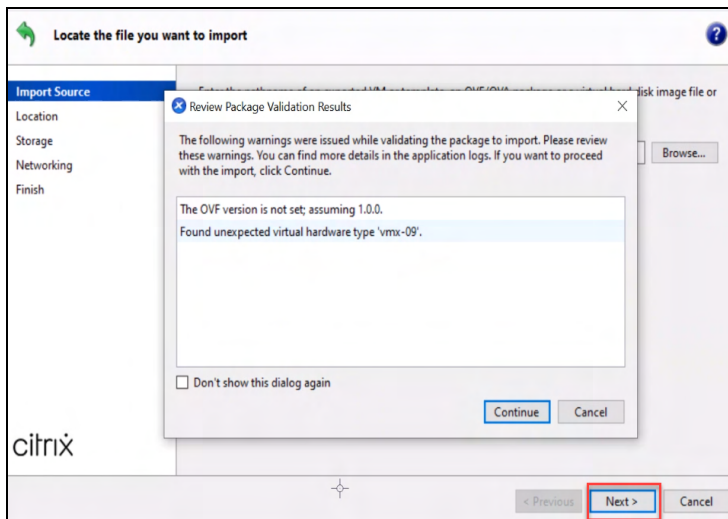 Locate the file you want to import
Import Source
Location
Storage
Networking
Finish
disk image file or
Browse...
Review Package Validation Results
The following warnings were issued while validating the package to import. Please review
these warnings. You can find more details in the application logs. If you want to proceed
with the import, click Continue.
The OVF version is not set; assuming 1.0.0.
Found unexpected virtual hardware type 'vmx-09'.
Don't show this dialog again
Continue
Cancel
citrix
< Previous
Next >
Cancel